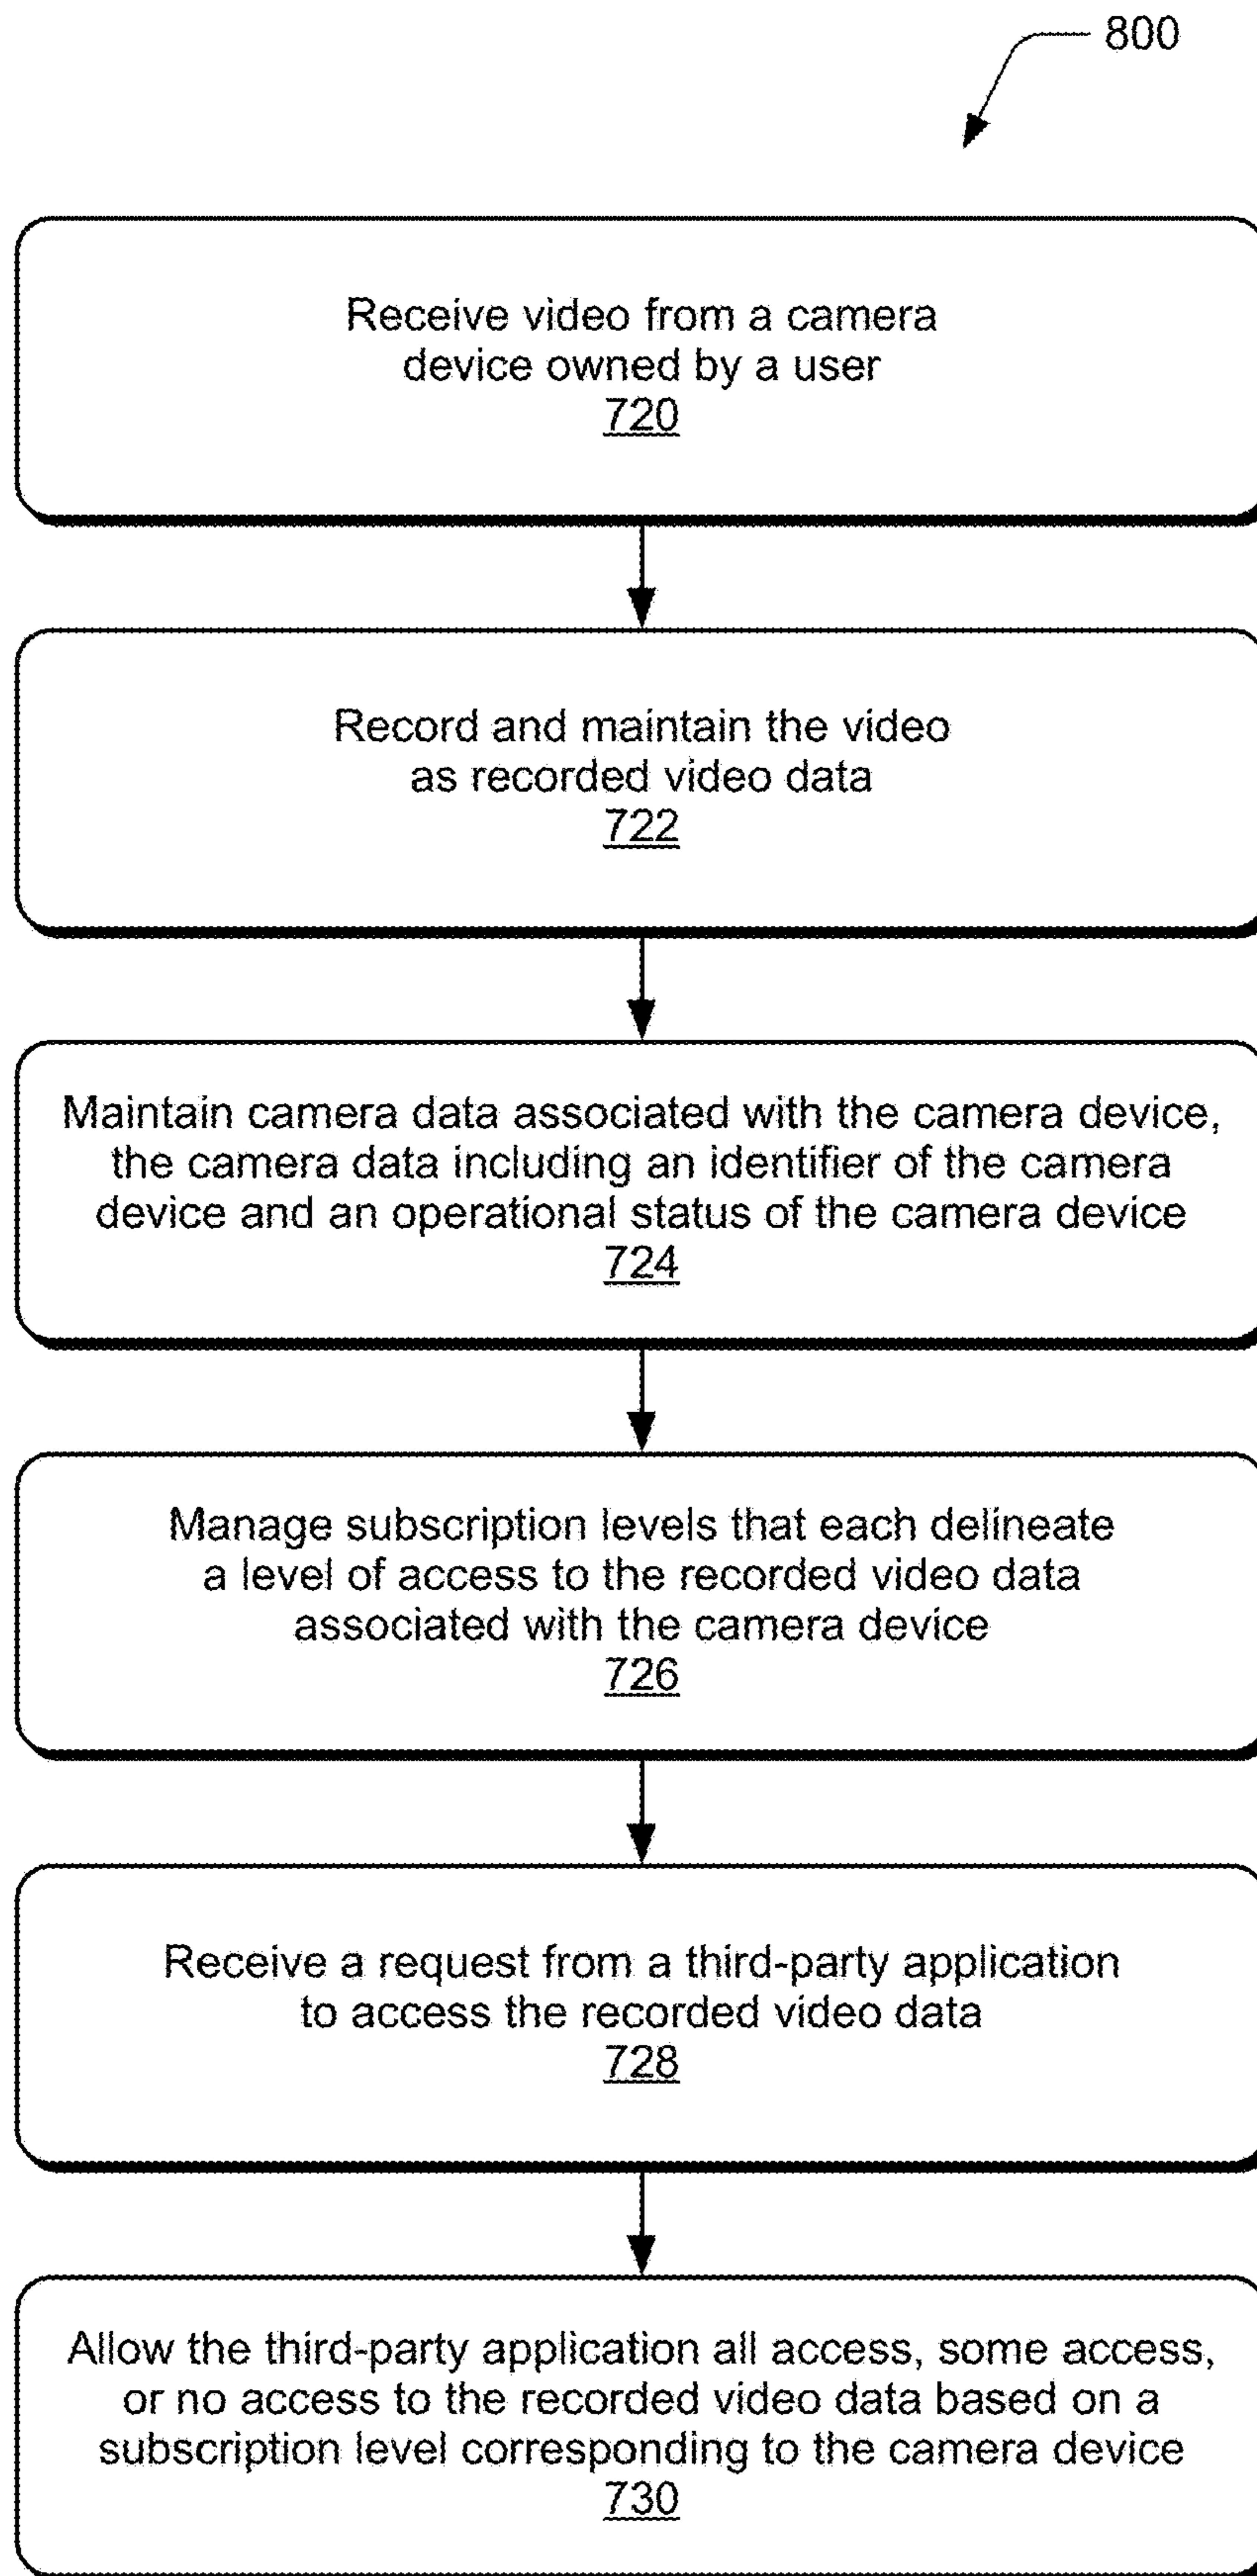 800
Receive video from a camera
device owned by a user
720
Record and maintain the video
as recorded video data
722
Maintain camera data associated with the camera device,
the camera data including an identifier of the camera
device and an operational status of the camera device
724
Manage subscription levels that each delineate
a level of access to the recorded video data
associated with the camera device
726
Receive a request from a third-party application
to access the recorded video data
728
Allow the third-party application all access, some access,
or no access to the recorded video data based on a
subscription level corresponding to the camera device
730